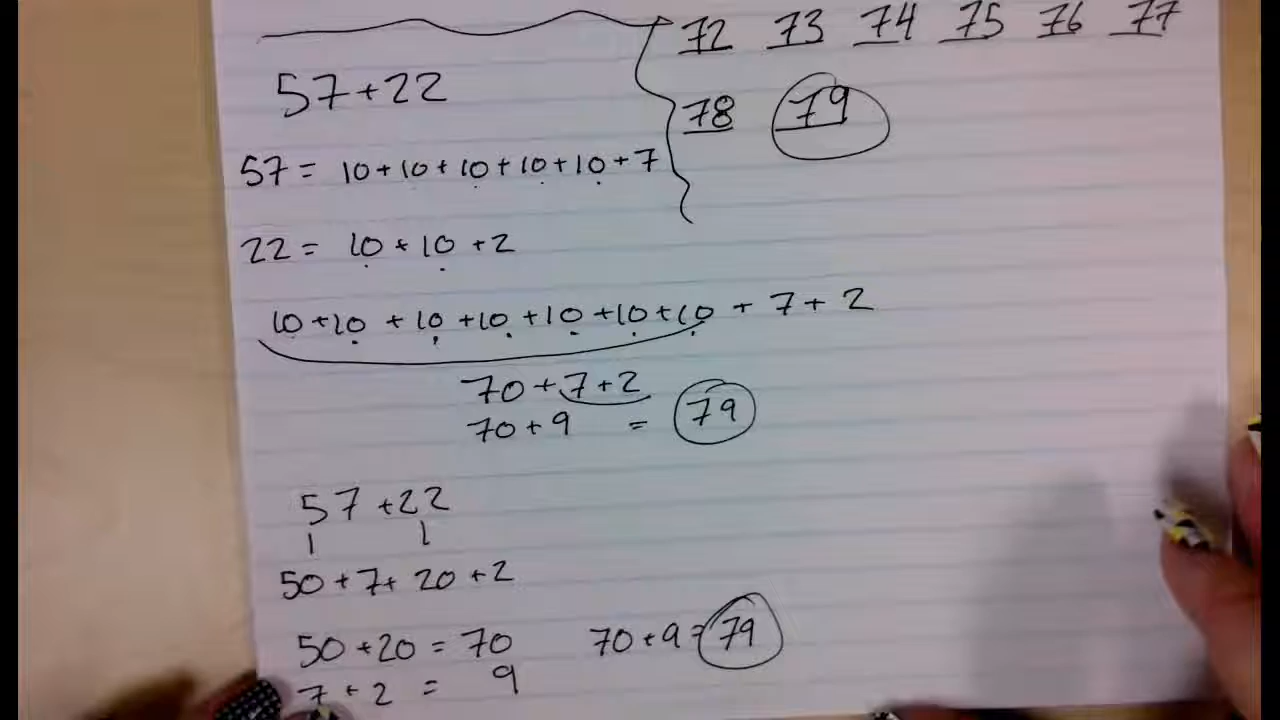 72 73 74 75 76 77
78 79
57+22
57 = 10+10+10+10+10+7
22 = 10+10+2
10+10+10+10+10+10+10+7+2
70+7+2
70+9 = 79
57+22
50+7+20+2
50+20=70 70+9=79
7+2 = 9